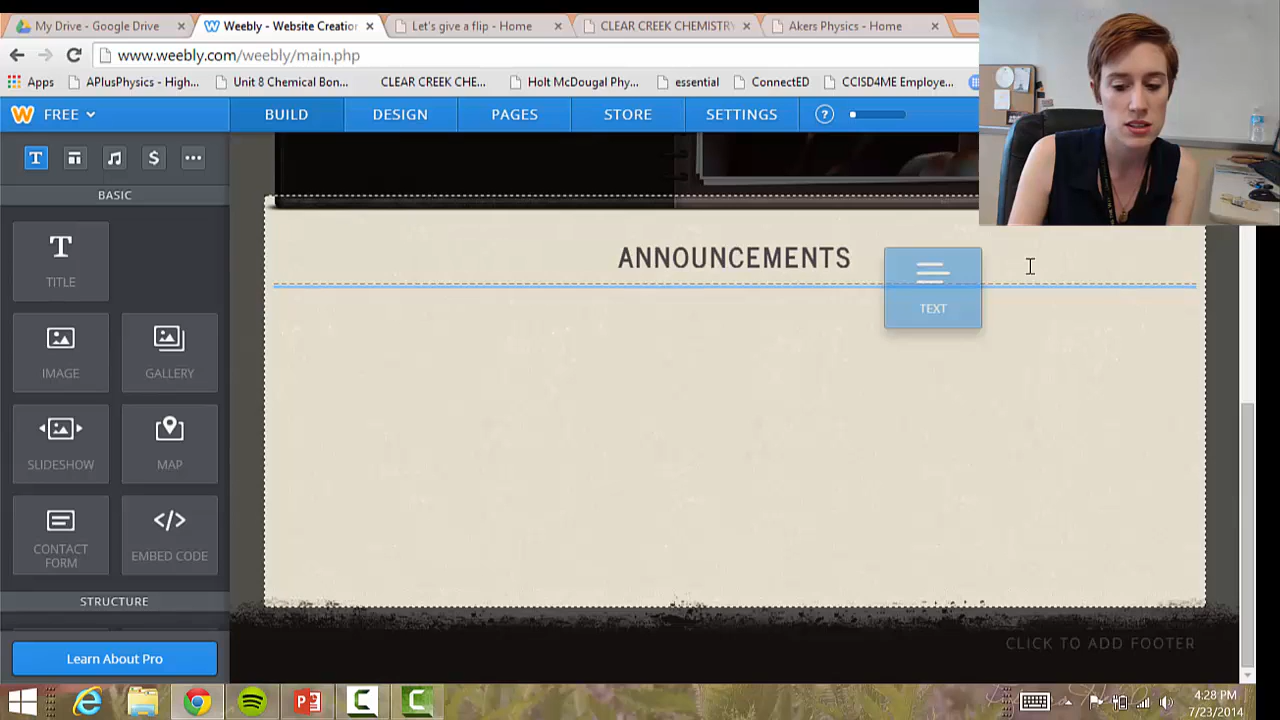 My Drive - Google Drive
Weebly - Website Creatio
Let's give a flip - Home
CLEAR CREEK CHEMISTRY
Akers Physics - Home
www.weebly.com/weebly/main.php
Apps
APlusPhysics - High...
Unit 8 Chemical Bon...
CLEAR CREEK CHE...
Holt McDougal Phy...
essential
ConnectED
CCISD4ME Employe...
W FREE
BUILD
DESIGN
PAGES
STORE
SETTINGS
?
T
$
BASIC
T
TITLE
IMAGE
GALLERY
SLIDESHOW
MAP
CONTACT FORM
</>
EMBED CODE
STRUCTURE
Learn About Pro
ANNOUNCEMENTS
TEXT
CLICK TO ADD FOOTER
4:28 PM
7/23/2014